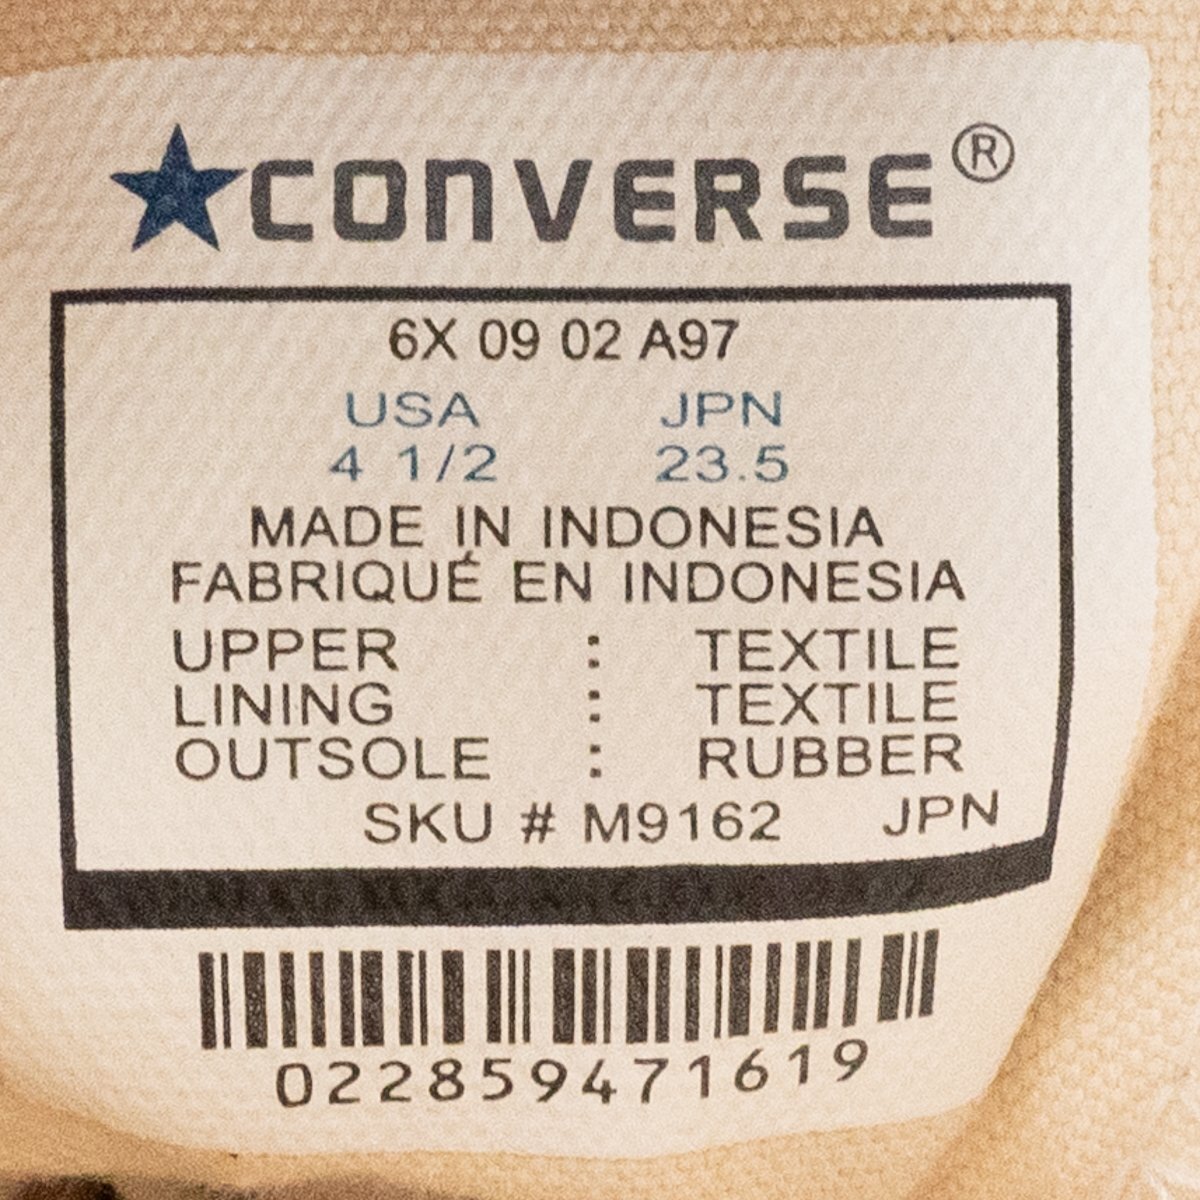 CONVERSE®
6X 09 02 A97
USA JPN
4 1/2 23.5
MADE IN INDONESIA
FABRIQUÉ EN INDONESIA
UPPER : TEXTILE
LINING : TEXTILE
OUTSOLE : RUBBER
SKU # M9162 JPN
022859471619